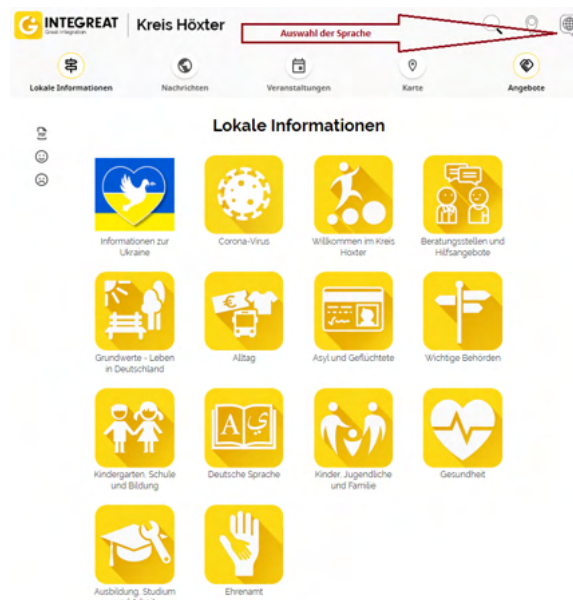 INTEGREAT
Great Integration
Kreis Höxter
Auswahl der Sprache
Lokale Informationen
Nachrichten
Veranstaltungen
Karte
Angebote
Lokale Informationen
PDF
Informationen zur
Ukraine
Corona-Virus
Willkommen im Kreis
Höxter
Beratungsstellen und
Hilfsangebote
Grundwerte - Leben
in Deutschland
Alltag
Asyl und Geflüchtete
Wichtige Behörden
Kindergarten, Schule
und Bildung
A ي
Deutsche Sprache
Kinder, Jugendliche
und Familie
Gesundheit
Ausbildung, Studium
Ehrenamt